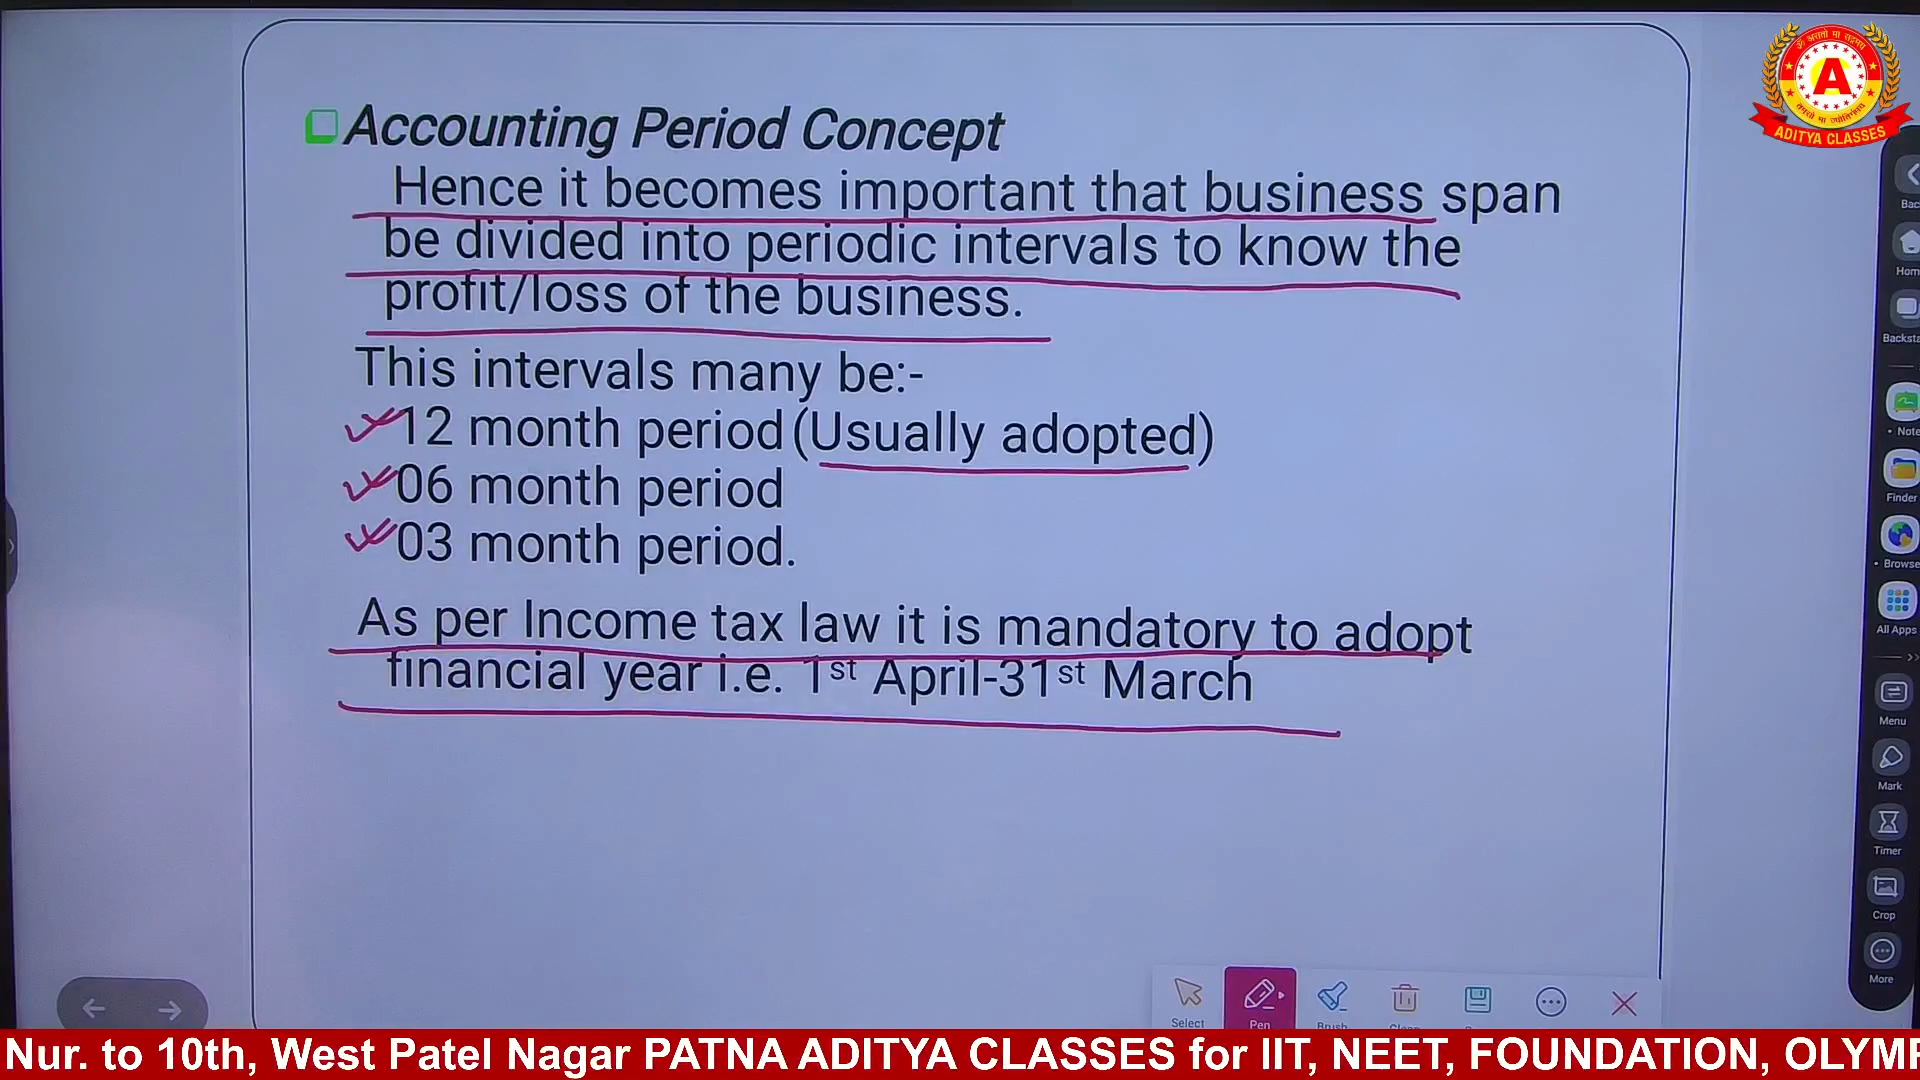 Accounting Period Concept
Hence it becomes important that business span
be divided into periodic intervals to know the
profit/loss of the business.
This intervals many be:-
12 month period (Usually adopted)
06 month period
03 month period.
As per Income tax law it is mandatory to adopt
financial year i.e. 1st April-31st March
A
ADITYA CLASSES
Bac
Hom
Backsta
Note
Finder
Browse
All Apps
Menu
Mark
Timer
Crop
More
Select
Pen
Brush
Nur. to 10th, West Patel Nagar PATNA ADITYA CLASSES for IIT, NEET, FOUNDATION, OLYMP